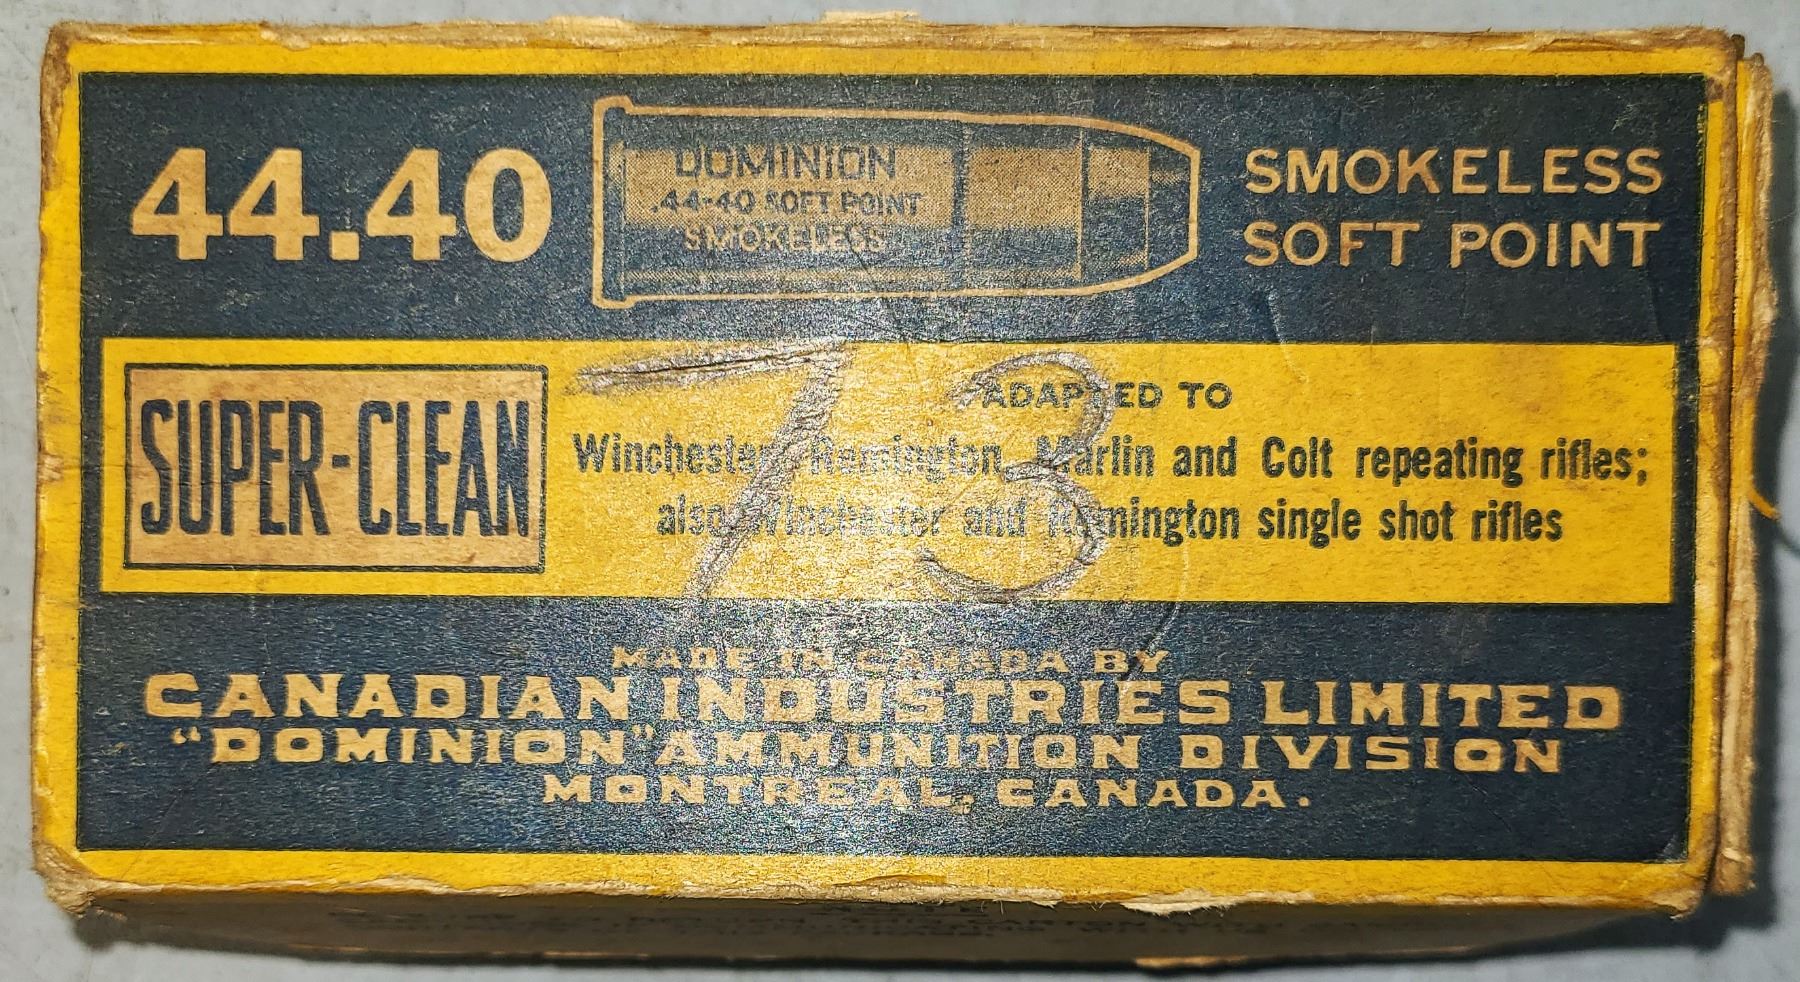 44.40
DOMINION
.44-40 SOFT POINT
SMOKELESS
SMOKELESS
SOFT POINT
SUPER-CLEAN
73
ADAPTED TO
Winchester, Remington, Marlin and Colt repeating rifles;
also Winchester and Remington single shot rifles
MADE IN CANADA BY
CANADIAN INDUSTRIES LIMITED
"DOMINION" AMMUNITION DIVISION
MONTREAL, CANADA.